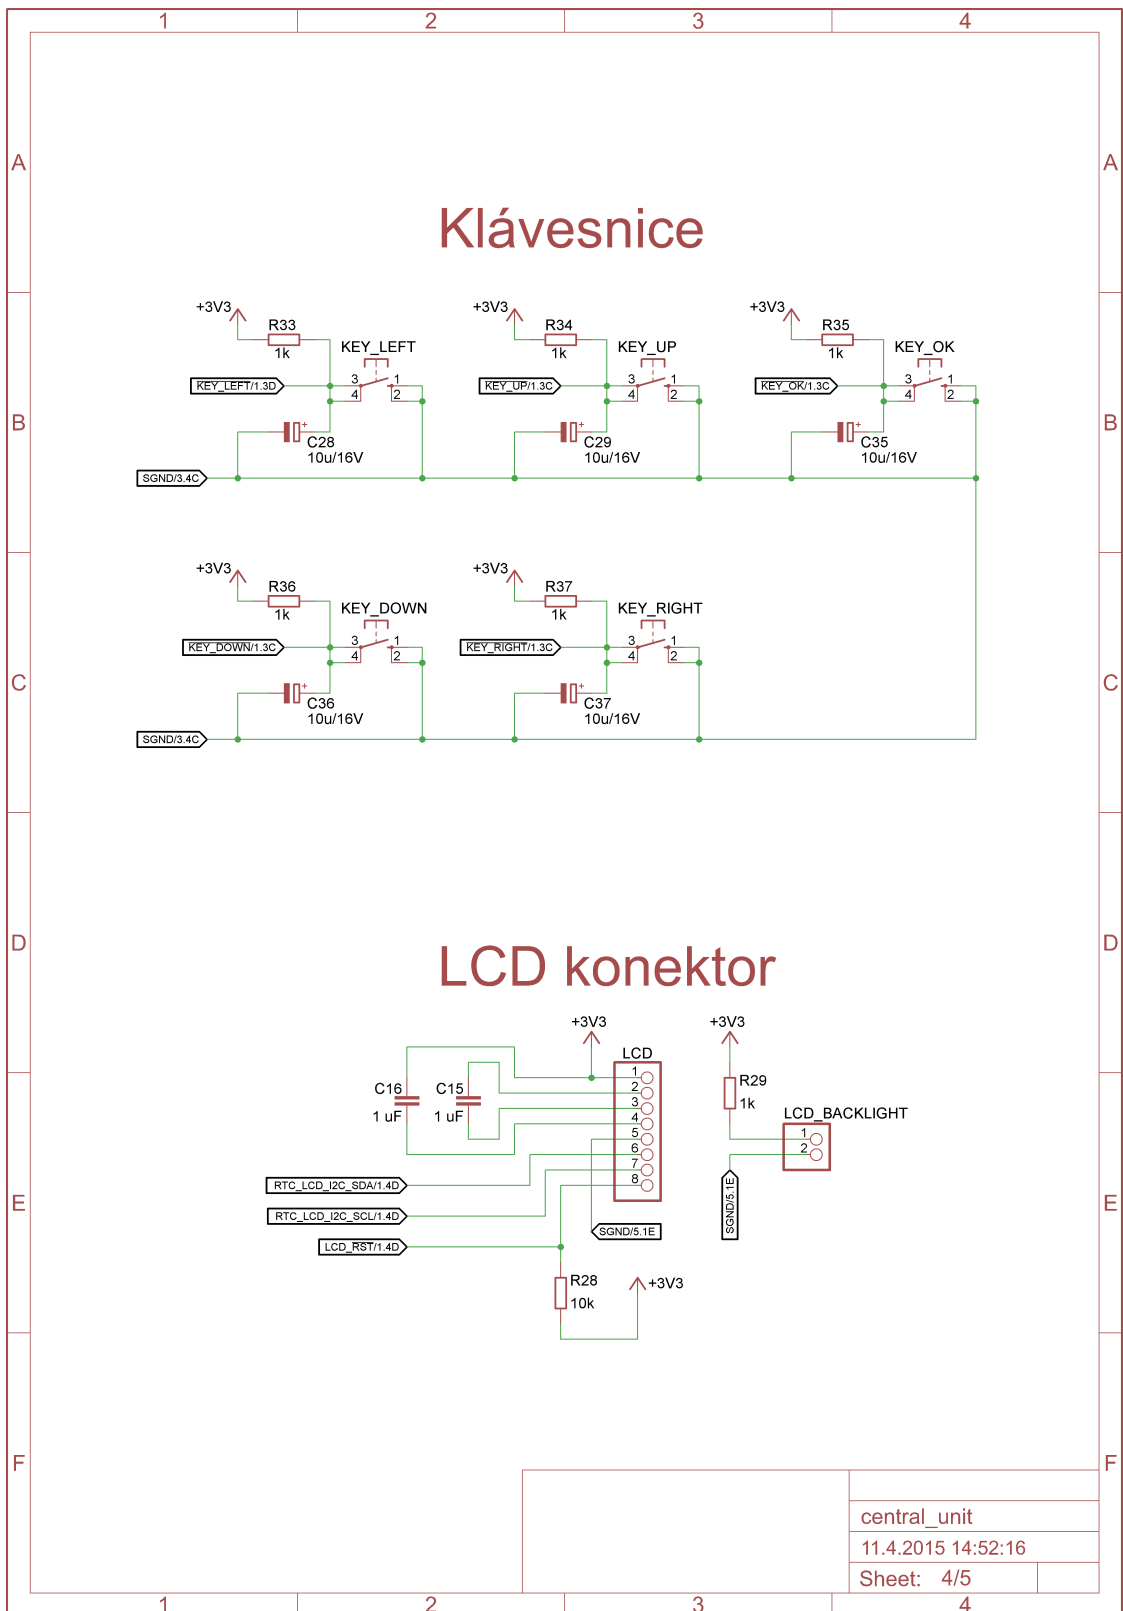 1 2 3 4
A A
Klávesnice
+3V3 +3V3 +3V3
R33 R34 R35
1k 1k 1k
KEY_LEFT KEY_UP KEY_OK
KEY_LEFT/1.3D 3 1 KEY_UP/1.3C 3 1 KEY_OK/1.3C 3 1
4 2 4 2 4 2
B B
+ + +
C28 C29 C35
10u/16V 10u/16V 10u/16V
SGND/3.4C
+3V3 +3V3
R36 R37
1k 1k
KEY_DOWN KEY_RIGHT
KEY_DOWN/1.3C 3 1 KEY_RIGHT/1.3C 3 1
4 2 4 2
C C
+ +
C36 C37
10u/16V 10u/16V
SGND/3.4C
D D
LCD konektor
+3V3 +3V3
LCD
1
C16 C15 2 R29
3 1k
1 uF 1 uF 4 LCD_BACKLIGHT
5 1
6 2
7
RTC_LCD_I2C_SDA/1.4D 8
E E
SGND/5.1E
RTC_LCD_I2C_SCL/1.4D
SGND/5.1E
LCD_RST/1.4D
R28 +3V3
10k
F F
central_unit
11.4.2015 14:52:16
Sheet: 4/5
1 2 3 4